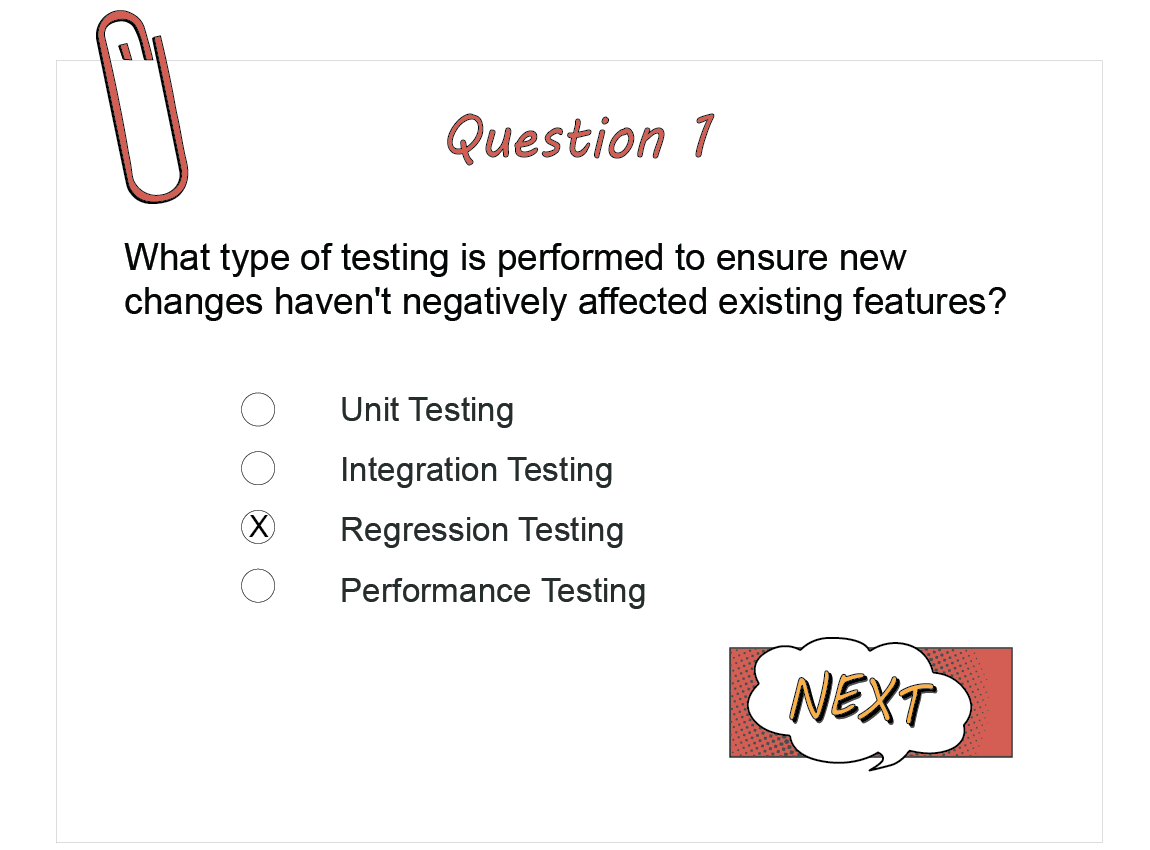 Question 1
What type of testing is performed to ensure new
changes haven't negatively affected existing features?
Unit Testing
Integration Testing
X Regression Testing
Performance Testing
NEXT